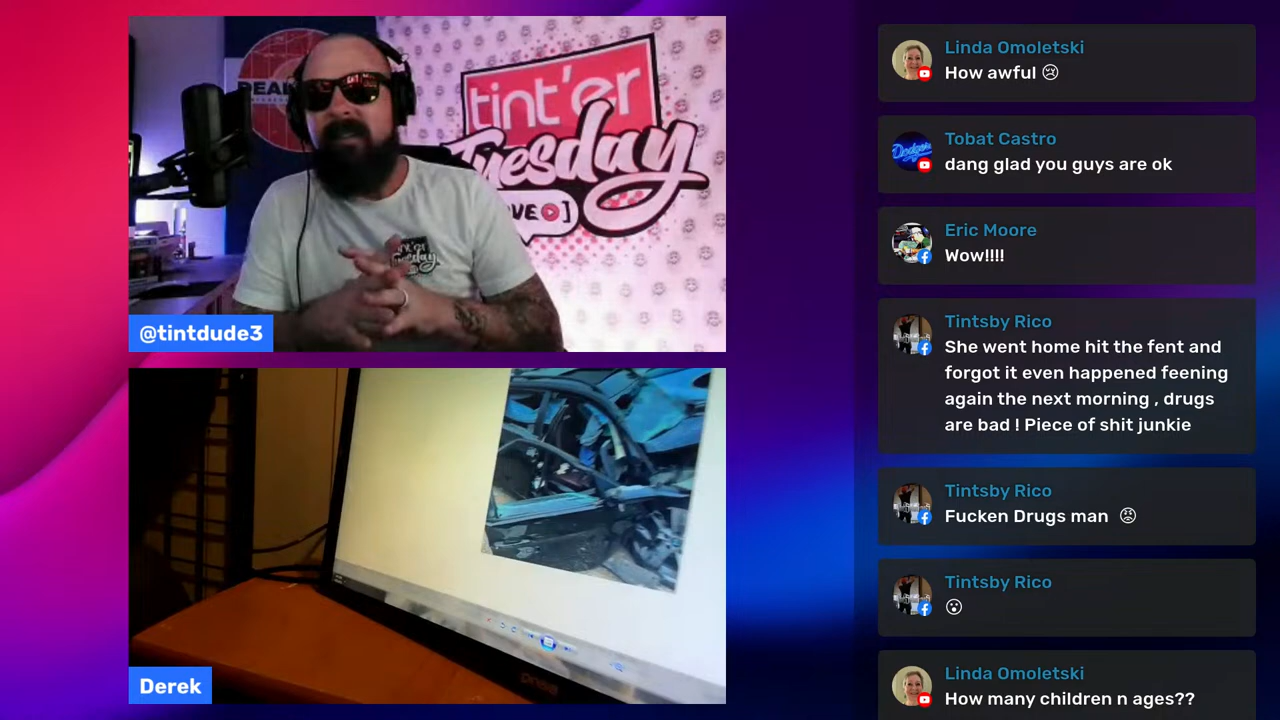 tint'er
Tuesday
@tintdude3
Derek
Linda Omoletski
How awful 😢
Tobat Castro
dang glad you guys are ok
Eric Moore
Wow!!!!
Tintsby Rico
She went home hit the fent and
forgot it even happened feening
again the next morning , drugs
are bad ! Piece of shit junkie
Tintsby Rico
Fucken Drugs man 😡
Tintsby Rico
😮
Linda Omoletski
How many children n ages??